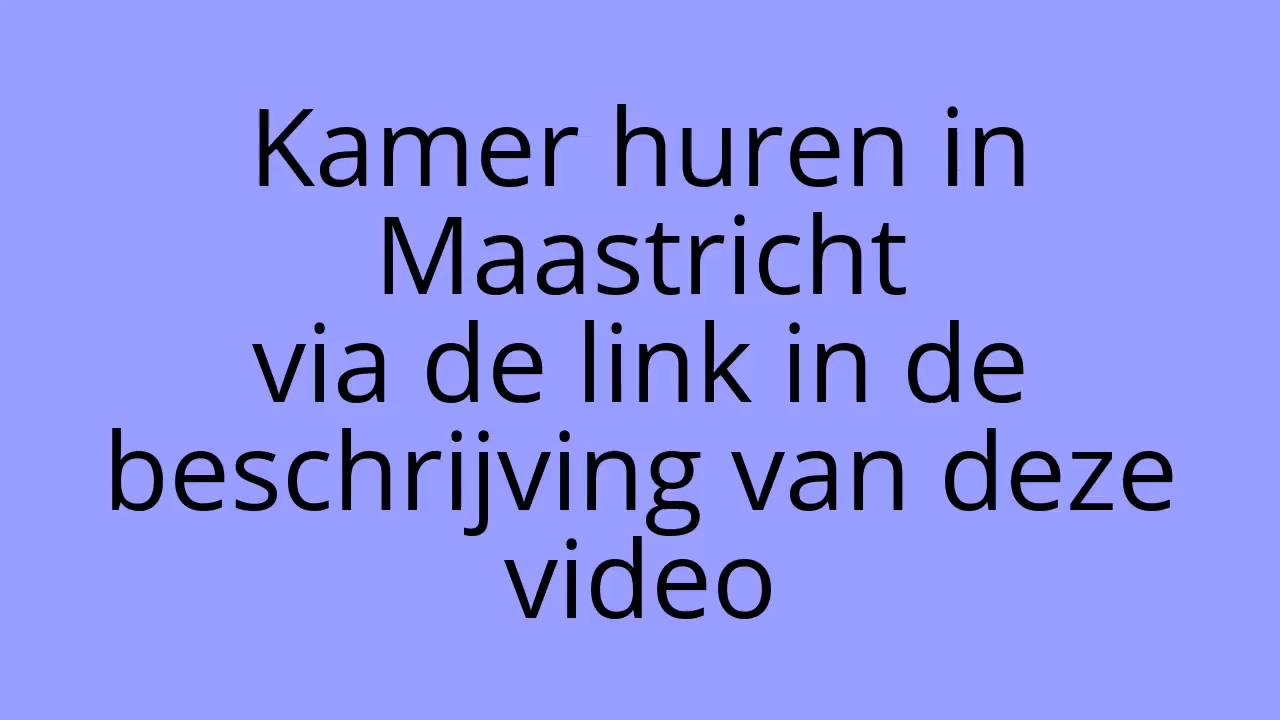 Kamer huren in
Maastricht
via de link in de
beschrijving van deze
video